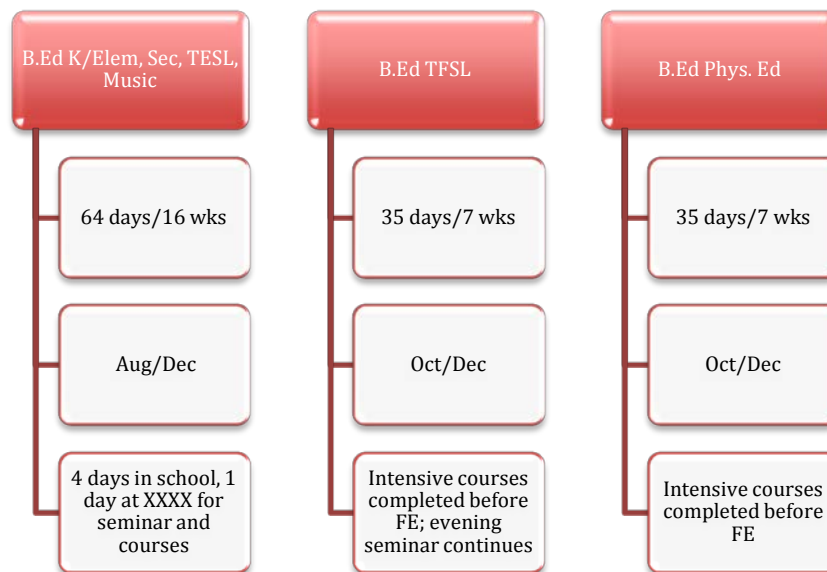 B.Ed K/Elem, Sec, TESL,
Music
64 days/16 wks
Aug/Dec
4 days in school, 1
day at XXXX for
seminar and
courses
B.Ed TFSL
35 days/7 wks
Oct/Dec
Intensive courses
completed before
FE; evening
seminar continues
B.Ed Phys. Ed
35 days/7 wks
Oct/Dec
Intensive courses
completed before
FE